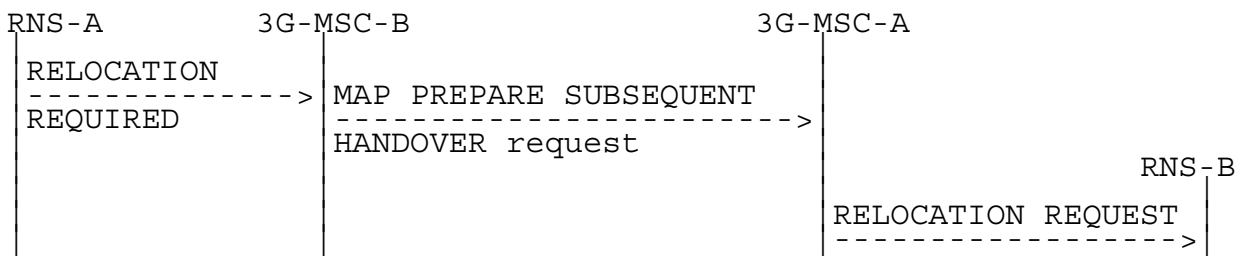 RNS-A 3G-MSC-B 3G-MSC-A
RELOCATION
REQUIRED
MAP PREPARE SUBSEQUENT
HANDOVER request
RNS-B
RELOCATION REQUEST